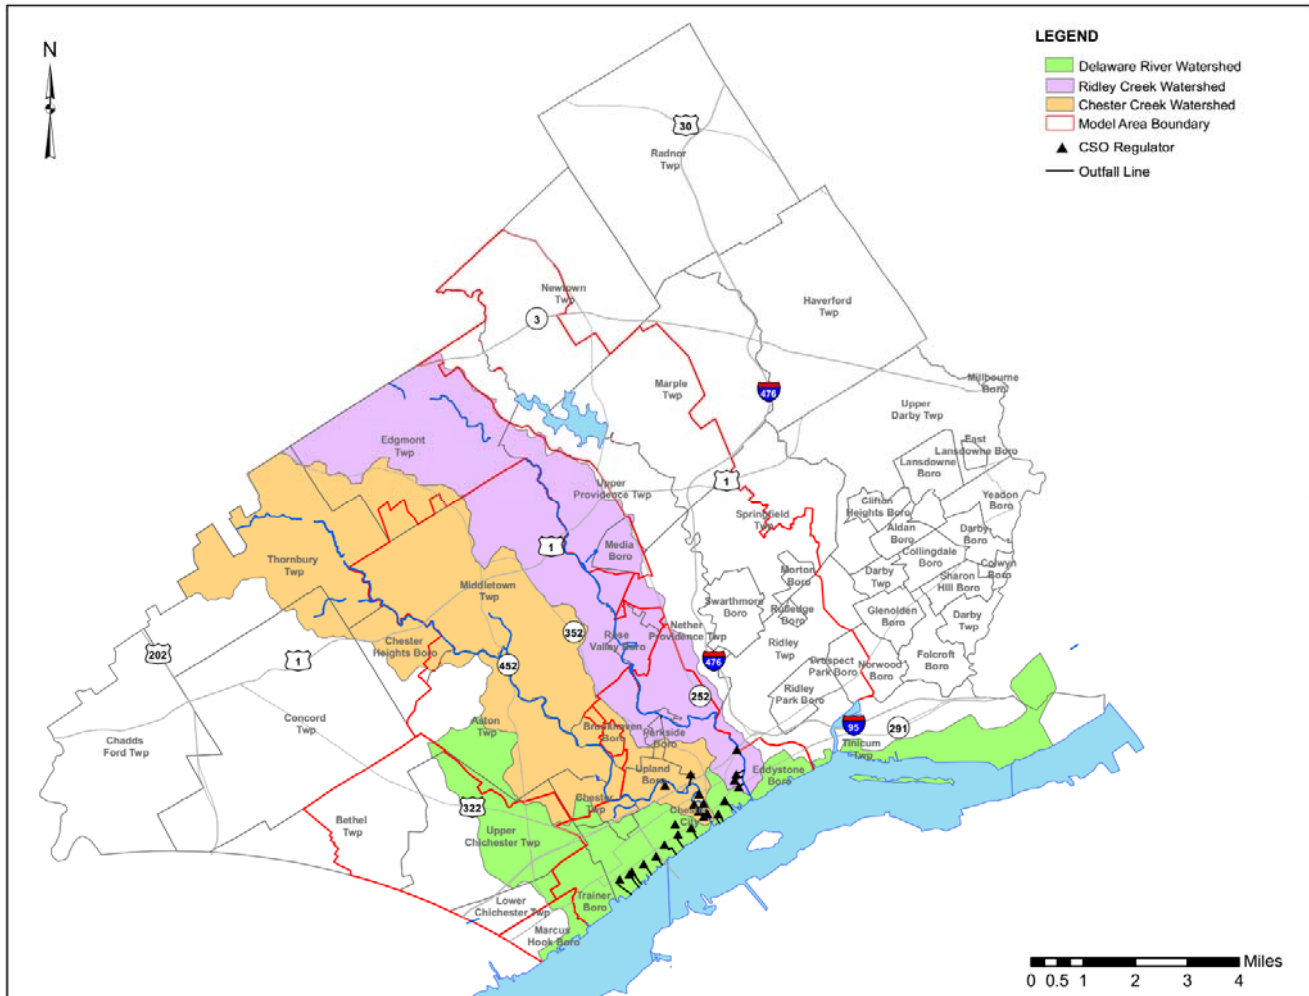 N
LEGEND
Delaware River Watershed
Ridley Creek Watershed
Chester Creek Watershed
Model Area Boundary
CSO Regulator
Outfall Line
30
Radnor
Twp
Newtown
Twp
3
Haverford
Twp
Marple
Twp
476
Millbourne
Boro
Upper
Darby Twp
East
Lansdowne Boro
Lansdowne
Boro
Edgmont
Twp
Upper
Providence Twp
1
Springfield
Twp
Clifton
Heights Boro
Yeadon
Boro
Aldan
Boro
Darby
Boro
Collingdale
Boro
Colwyn
Boro
Sharon
Hill Boro
Darby
Twp
Darby
Twp
Media
Boro
1
Thornbury
Twp
Middletown
Twp
Morton
Boro
Swarthmore
Boro
Rutledge
Boro
Glenolden
Boro
Nether
Providence Twp
Rose
Valley Boro
352
Chester
Heights Boro
452
202
1
476
Ridley
Twp
Prospect
Park Boro
Norwood
Boro
Folcroft
Boro
Ridley
Park Boro
252
95
291
Tinicum
Twp
Concord
Twp
Chadds
Ford Twp
Aston
Twp
Brookhaven
Boro
Parkside
Boro
Upland
Boro
Eddystone
Boro
Chester
Twp
Chester
City
322
Bethel
Twp
Upper
Chichester Twp
Trainer
Boro
Lower
Chichester Twp
Marcus
Hook Boro
Miles
0 0.5 1 2 3 4